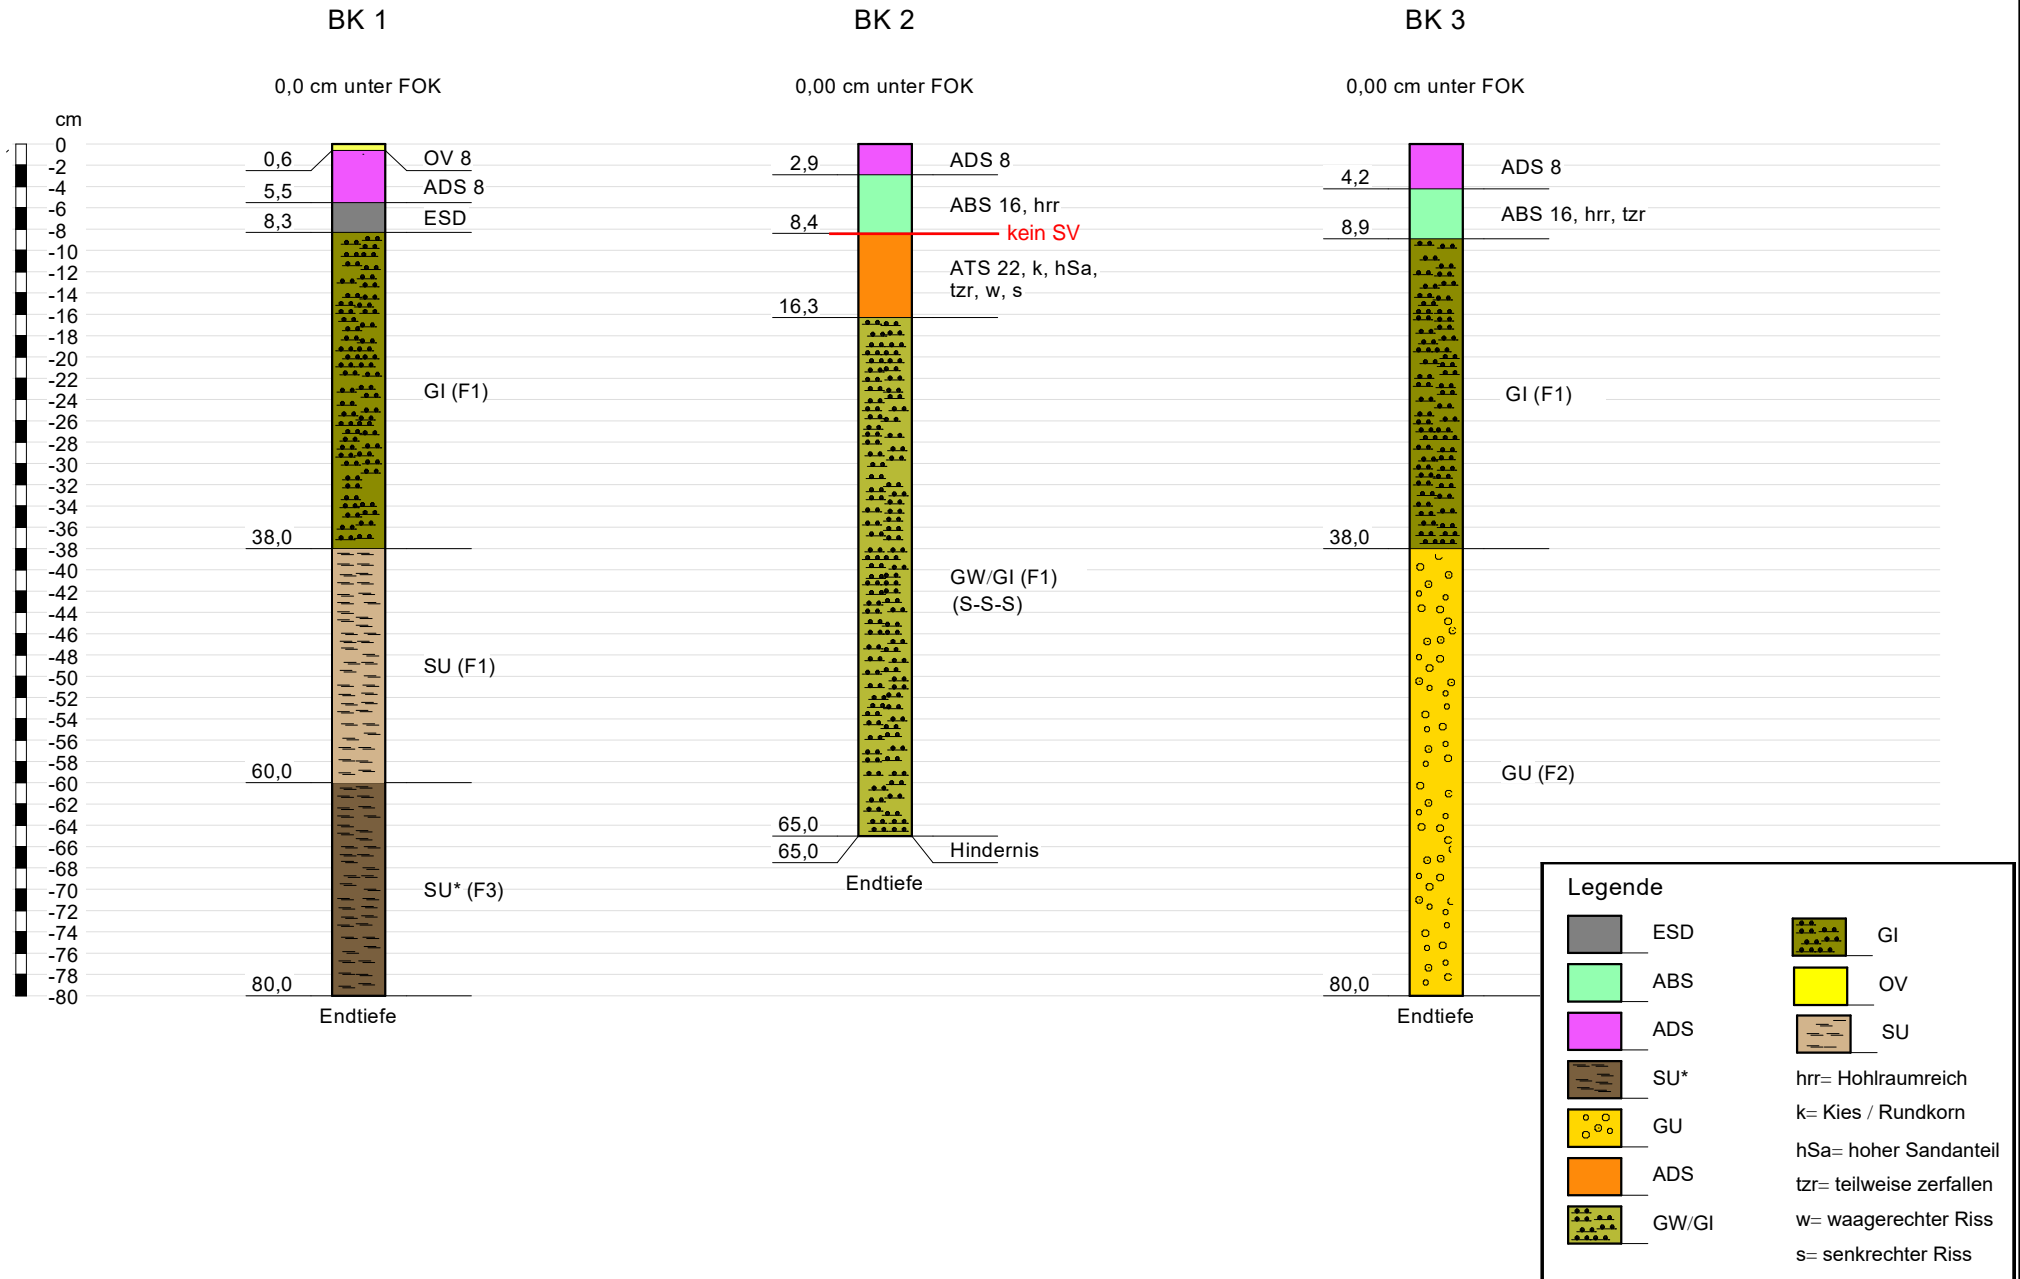 BK 1
BK 2
BK 3
0,0 cm unter FOK
0,00 cm unter FOK
0,00 cm unter FOK
cm
0
-2
-4
-6
-8
-10
-12
-14
-16
-18
-20
-22
-24
-26
-28
-30
-32
-34
-36
-38
-40
-42
-44
-46
-48
-50
-52
-54
-56
-58
-60
-62
-64
-66
-68
-70
-72
-74
-76
-78
-80
0,6
OV 8
5,5
ADS 8
8,3
ESD
GI (F1)
38,0
SU (F1)
60,0
SU* (F3)
80,0
Endtiefe
2,9
ADS 8
ABS 16, hrr
8,4
kein SV
ATS 22, k, hSa,
tzr, w, s
16,3
GW/GI (F1)
(S-S-S)
65,0
65,0
Hindernis
Endtiefe
4,2
ADS 8
ABS 16, hrr, tzr
8,9
GI (F1)
38,0
GU (F2)
80,0
Endtiefe
Legende
ESD
ABS
ADS
SU*
GU
ADS
GW/GI
GI
OV
SU
hrr= Hohlraumreich
k= Kies / Rundkorn
hSa= hoher Sandanteil
tzr= teilweise zerfallen
w= waagerechter Riss
s= senkrechter Riss